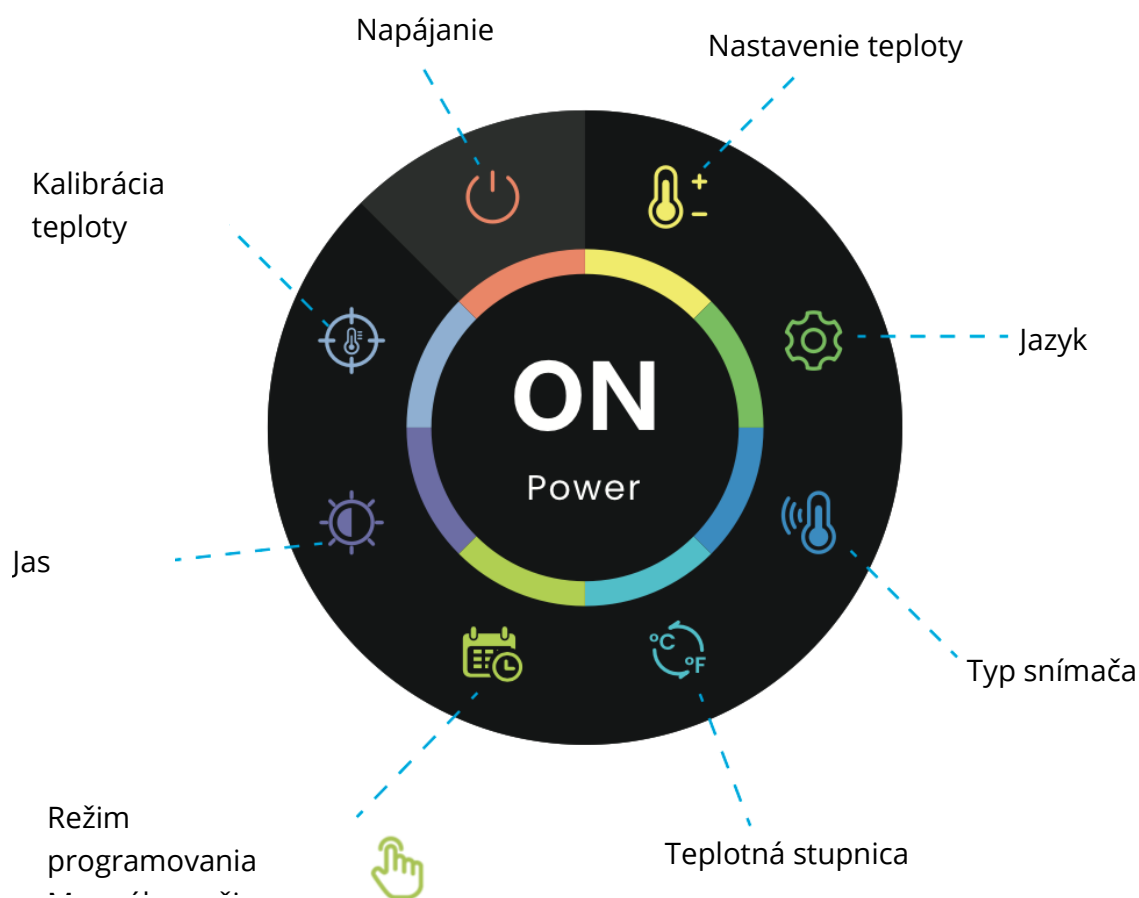 Napájanie
Nastavenie teploty
Kalibrácia
teploty
Jazyk
ON
Power
Jas
°C
°F
Typ snímača
Režim
programovania
Teplotná stupnica